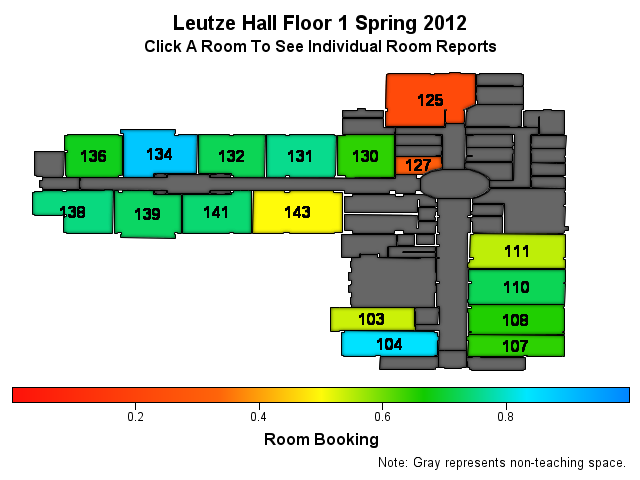 Leutze Hall Floor 1 Spring 2012
Click A Room To See Individual Room Reports
125
136 134 132 131 130
127
138 139 141 143
111
110
103 108
104 107
0.2 0.4 0.6 0.8
Room Booking
Note: Gray represents non-teaching space.